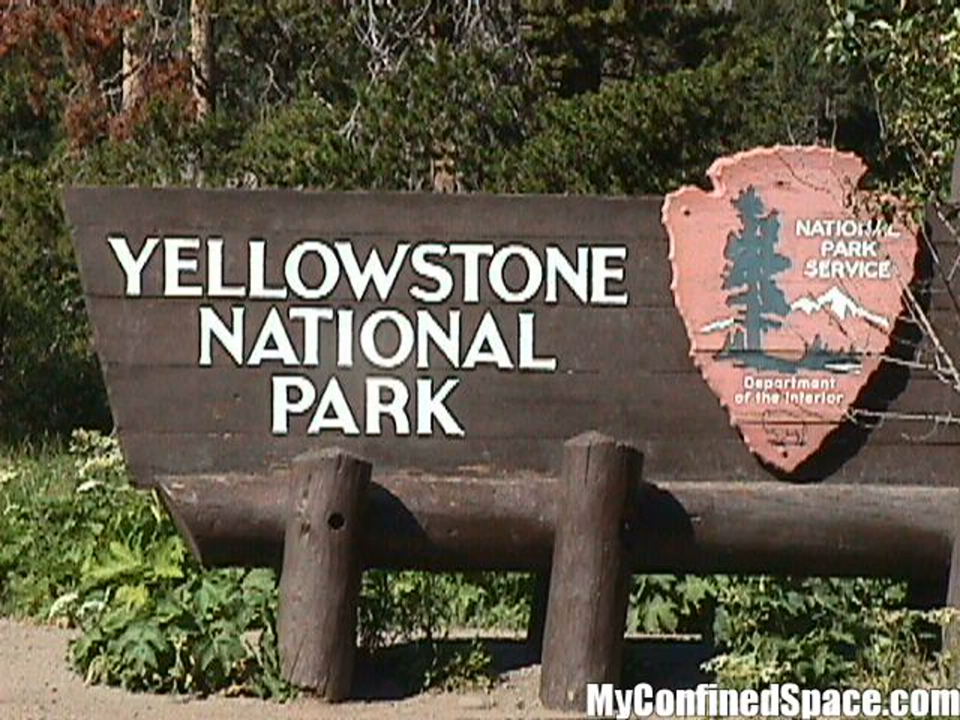 YELLOWSTONE
NATIONAL
PARK
NATIONAL
PARK
SERVICE
Department
of the Interior
MyConfinedSpace.com